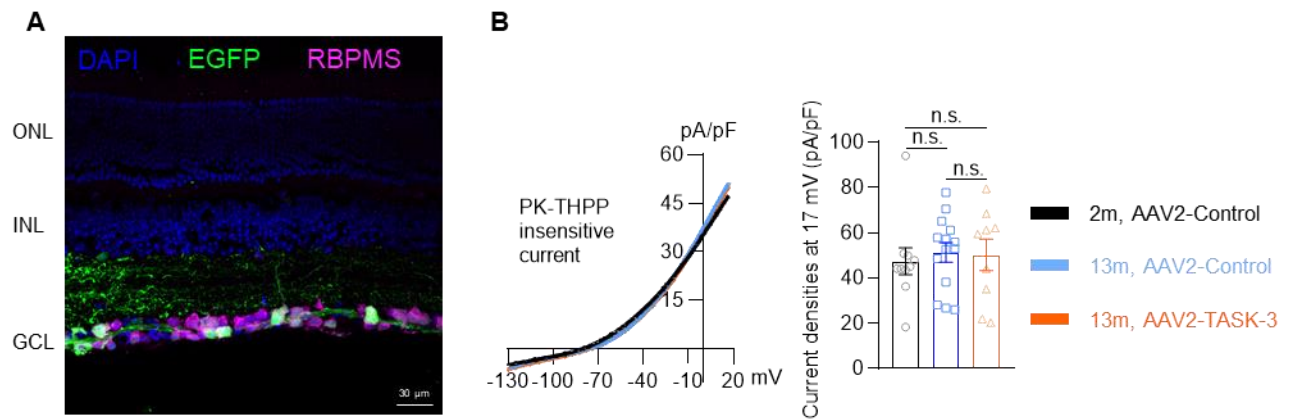 A
DAPI EGFP RBPMS
ONL
INL
GCL
30 µm
B
pA/pF
60
45
30
15
PK-THPP
insensitive
current
-130 -100 -70 -40 -10 20 mV
Current densities at 17 mV (pA/pF)
100
80
60
40
20
0
n.s.
n.s.
n.s.
2m, AAV2-Control
13m, AAV2-Control
13m, AAV2-TASK-3